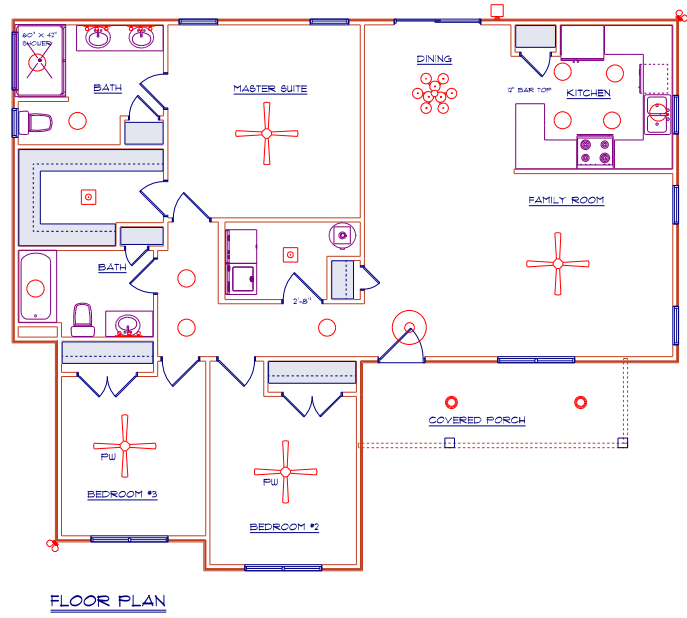 60" X 42"
SHOWER
BATH
MASTER SUITE
DINING
12" BAR TOP
KITCHEN
FAMILY ROOM
BATH
2'-8"
COVERED PORCH
PW
BEDROOM #3
PW
BEDROOM #2
FLOOR PLAN